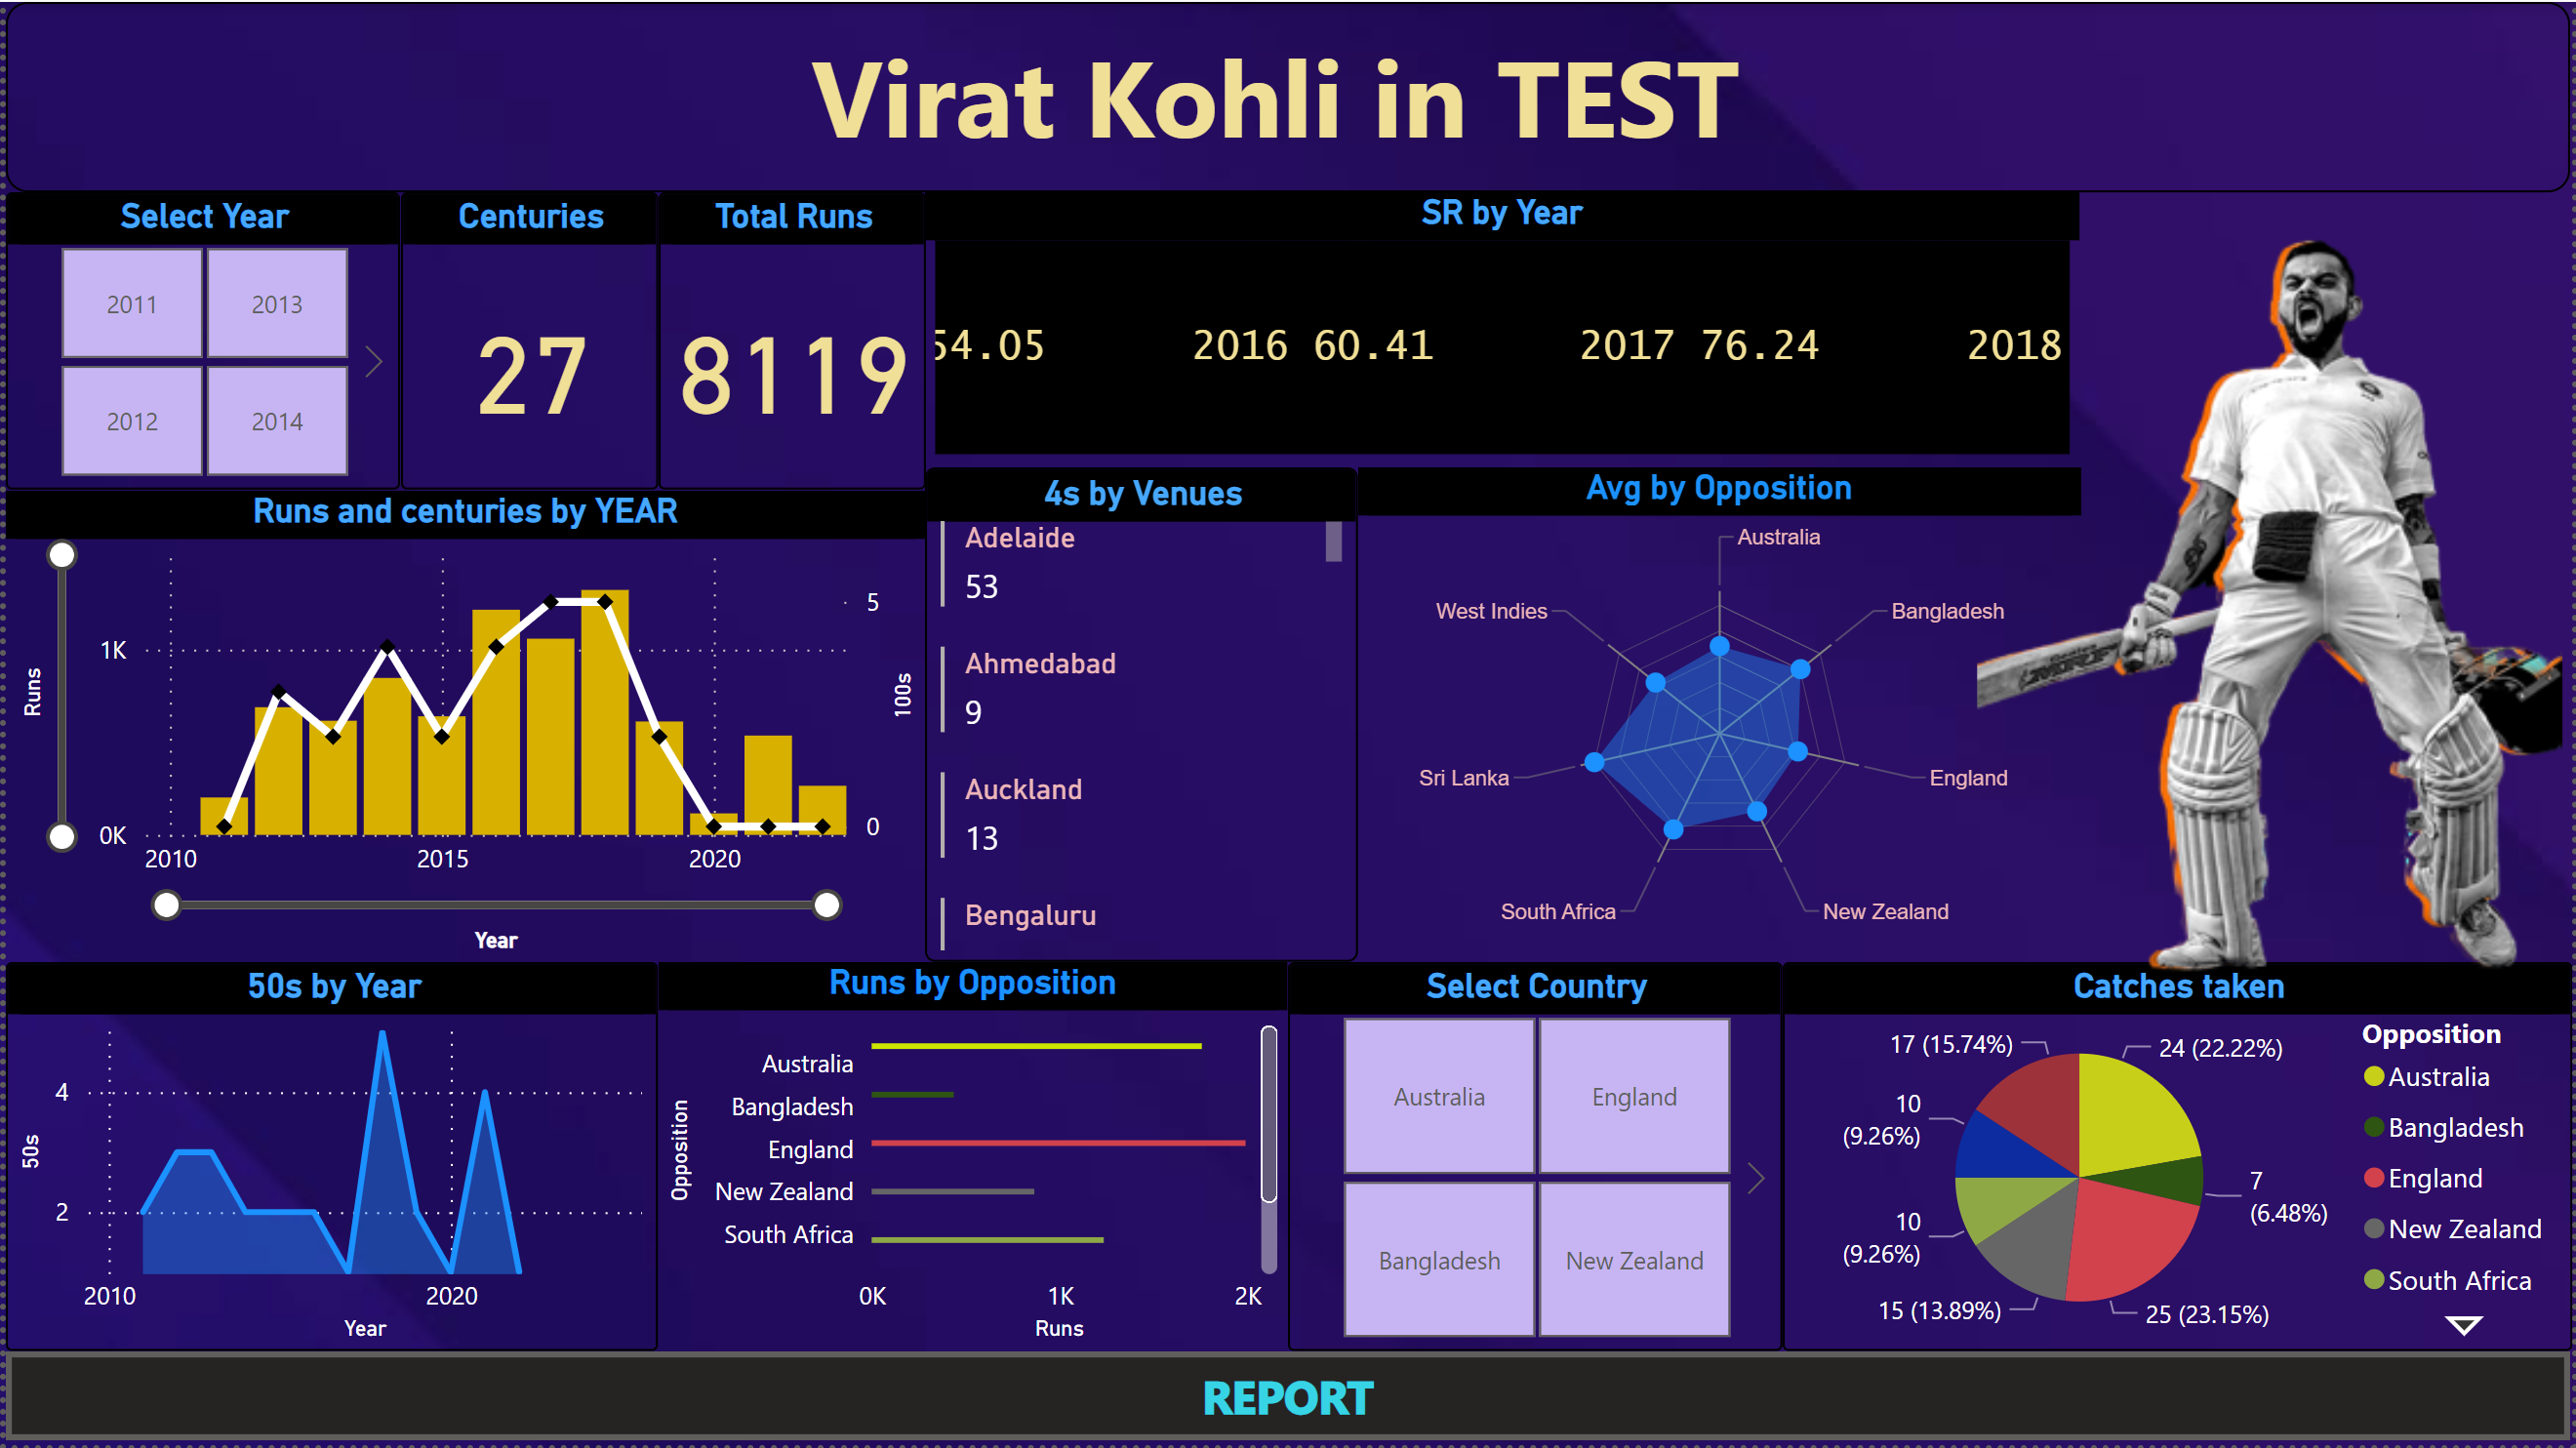 Virat Kohli in TEST
Select Year
2011
2013
2012
2014
Centuries
27
Total Runs
8119
SR by Year
54.05 2016 60.41 2017 76.24 2018
Runs and centuries by YEAR
Runs
1K
0K
5
0
100s
2010
2015
2020
Year
4s by Venues
Adelaide
53
Ahmedabad
9
Auckland
13
Bengaluru
Avg by Opposition
Australia
West Indies
Bangladesh
Sri Lanka
England
South Africa
New Zealand
50s by Year
50s
4
2
2010
2020
Year
Runs by Opposition
Opposition
Australia
Bangladesh
England
New Zealand
South Africa
0K
1K
2K
Runs
Select Country
Australia
England
Bangladesh
New Zealand
Catches taken
17 (15.74%)
24 (22.22%)
10
(9.26%)
7
(6.48%)
10
(9.26%)
15 (13.89%)
25 (23.15%)
Opposition
Australia
Bangladesh
England
New Zealand
South Africa
REPORT